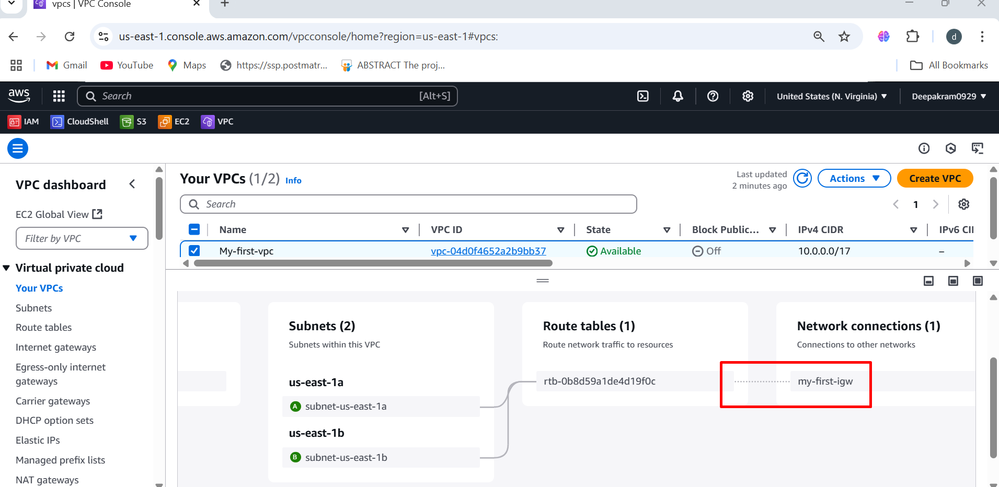 vpcs | VPC Console
us-east-1.console.aws.amazon.com/vpcconsole/home?region=us-east-1#vpcs:
d
Gmail YouTube Maps https://ssp.postmatr... ABSTRACT The proj... All Bookmarks
aws Search [Alt+S] United States (N. Virginia) Deepakram0929
IAM CloudShell S3 EC2 VPC
VPC dashboard
EC2 Global View
Filter by VPC
Virtual private cloud
Your VPCs
Subnets
Route tables
Internet gateways
Egress-only internet
gateways
Carrier gateways
DHCP option sets
Elastic IPs
Managed prefix lists
NAT gateways
Your VPCs (1/2) Info
Last updated
2 minutes ago
Actions
Create VPC
Search
1
Name VPC ID State Block Public... IPv4 CIDR IPv6 CII
My-first-vpc vpc-04d0f4652a2b9bb37 Available Off 10.0.0.0/17 –
Subnets (2)
Subnets within this VPC
us-east-1a
A subnet-us-east-1a
us-east-1b
B subnet-us-east-1b
Route tables (1)
Route network traffic to resources
rtb-0b8d59a1de4d19f0c
Network connections (1)
Connections to other networks
my-first-igw